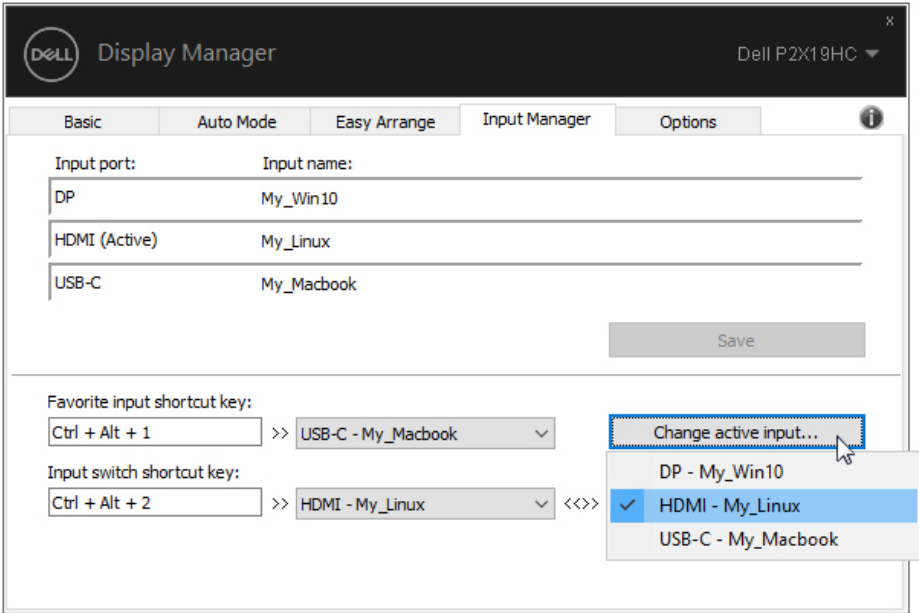 DELL Display Manager
x
Dell P2X19HC
Basic Auto Mode Easy Arrange Input Manager Options i
Input port: Input name:
DP My_Win10
HDMI (Active) My_Linux
USB-C My_Macbook
Save
Favorite input shortcut key:
Ctrl + Alt + 1 >> USB-C - My_Macbook Change active input...
Input switch shortcut key:
Ctrl + Alt + 2 >> HDMI - My_Linux <<>>
DP - My_Win10
HDMI - My_Linux
USB-C - My_Macbook